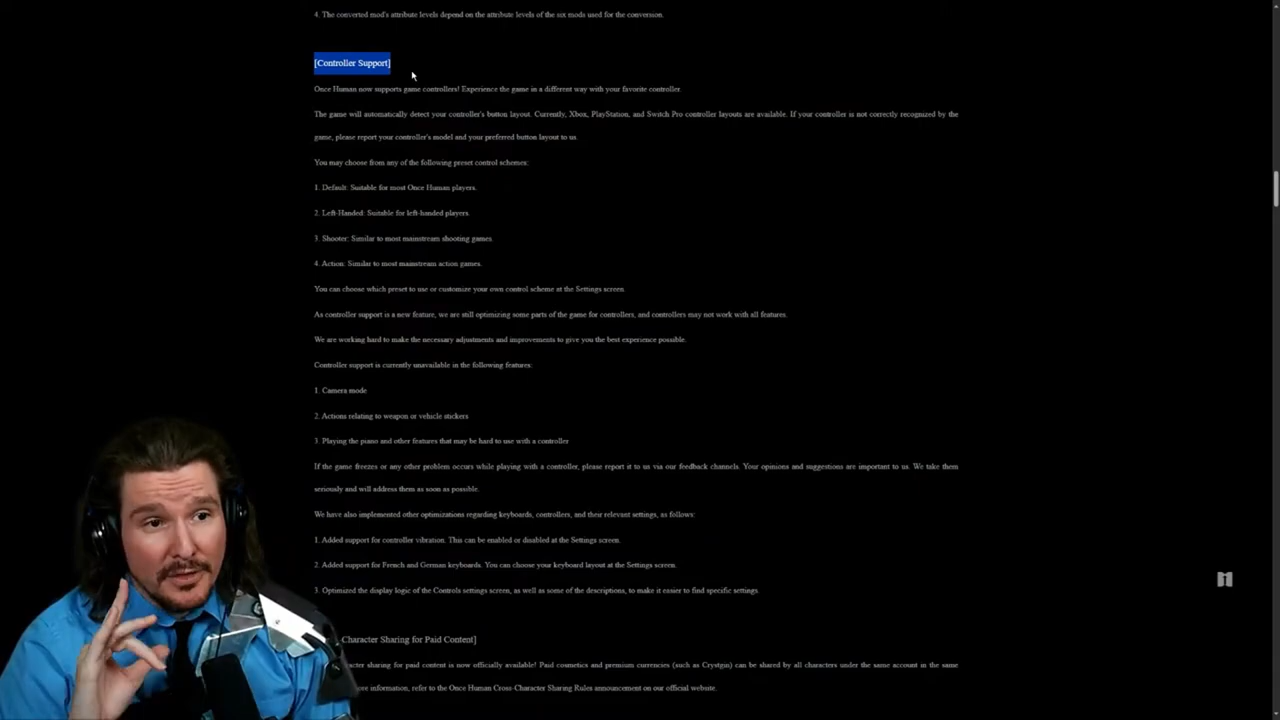 4. The converted mod's attribute levels depend on the attribute levels of the six mods used for the conversion.
[Controller Support]
Once Human now supports game controllers! Experience the game in a different way with your favorite controller.
The game will automatically detect your controller's button layout. Currently, Xbox, PlayStation, and Switch Pro controller layouts are available. If your controller is not correctly recognized by the
game, please report your controller's model and your preferred button layout to us.
You may choose from any of the following preset control schemes:
1. Default: Suitable for most Once Human players.
2. Left-Handed: Suitable for left-handed players.
3. Shooter: Similar to most mainstream shooting games.
4. Action: Similar to most mainstream action games.
You can choose which preset to use or customize your own control scheme at the Settings screen.
As controller support is a new feature, we are still optimizing some parts of the game for controllers, and controllers may not work with all features.
We are working hard to make the necessary adjustments and improvements to give you the best experience possible.
Controller support is currently unavailable in the following features:
1. Camera mode
2. Actions relating to weapon or vehicle stickers
3. Playing the piano and other features that may be hard to use with a controller
If the game freezes or any other problem occurs while playing with a controller, please report it to us via our feedback channels. Your opinions and suggestions are important to us. We take them
seriously and will address them as soon as possible.
We have also implemented other optimizations regarding keyboards, controllers, and their relevant settings, as follows:
1. Added support for controller vibration. This can be enabled or disabled at the Settings screen.
2. Added support for French and German keyboards. You can choose your keyboard layout at the Settings screen.
3. Optimized the display logic of the Controls settings screen, as well as some of the descriptions, to make it easier to find specific settings.
Character Sharing for Paid Content]
sharing for paid content is now officially available! Paid cosmetics and premium currencies (such as Crystgin) can be shared by all characters under the same account in the same
information, refer to the Once Human Cross-Character Sharing Rules announcement on our official website.